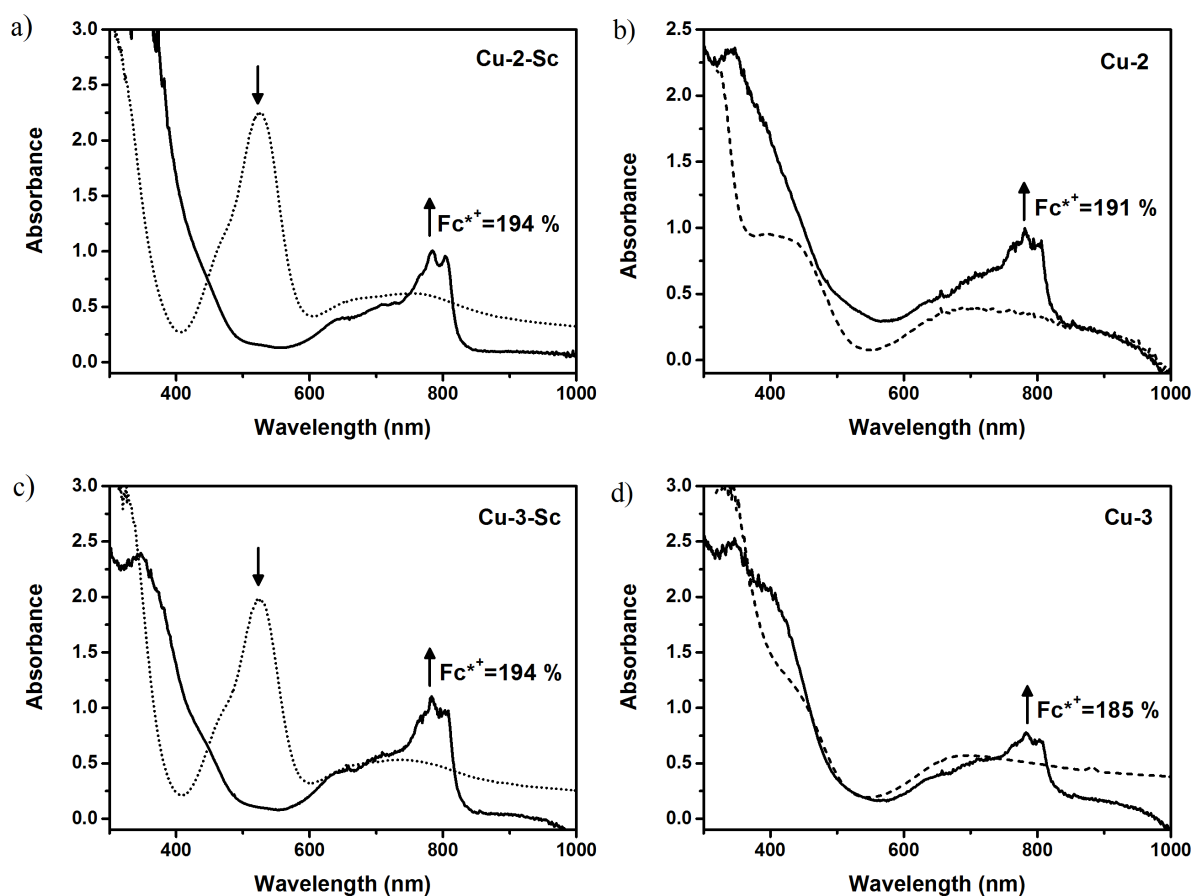 a)
Cu-2-Sc
Fc*+=194 %
3.0
2.5
2.0
1.5
1.0
0.5
0.0
Absorbance
400
600
800
1000
Wavelength (nm)
b)
Cu-2
Fc*+=191 %
2.5
2.0
1.5
1.0
0.5
0.0
Absorbance
400
600
800
1000
Wavelength (nm)
c)
Cu-3-Sc
Fc*+=194 %
3.0
2.5
2.0
1.5
1.0
0.5
0.0
Absorbance
400
600
800
1000
Wavelength (nm)
d)
Cu-3
Fc*+=185 %
3.0
2.5
2.0
1.5
1.0
0.5
0.0
Absorbance
400
600
800
1000
Wavelength (nm)